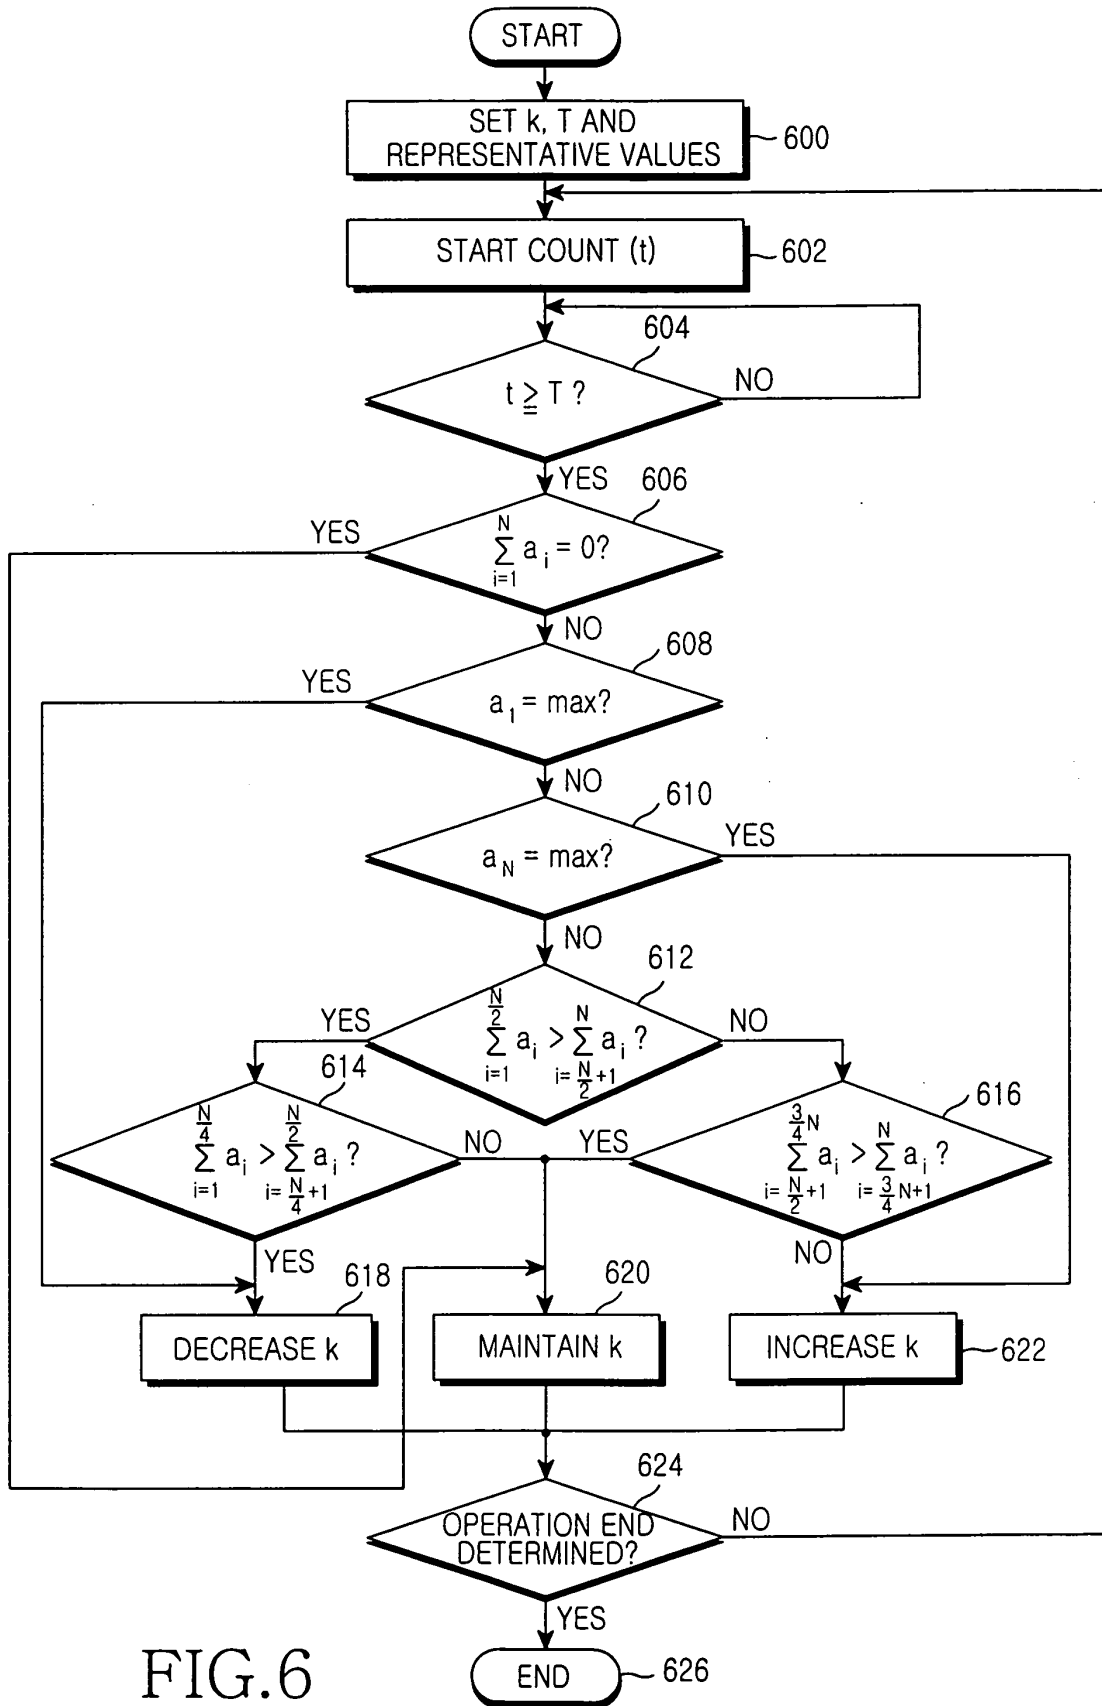 START
SET k, T AND
REPRESENTATIVE VALUES
600
START COUNT (t)
602
604
t ≧ T ?
NO
YES
606
YES
N
∑ a i = 0?
i=1
NO
608
YES
a 1 = max?
NO
610
a N = max?
YES
NO
612
YES
N/2 N
∑ a i > ∑ a i ?
i=1 i= N/2 +1
NO
614
N/4 N/2
∑ a i > ∑ a i ?
i=1 i= N/4 +1
NO
YES
616
3/4 N N
∑ a i > ∑ a i ?
i= N/2 +1 i= 3/4 N+1
YES
NO
618
DECREASE k
620
MAINTAIN k
INCREASE k
622
624
OPERATION END
DETERMINED?
NO
YES
END
626
FIG.6